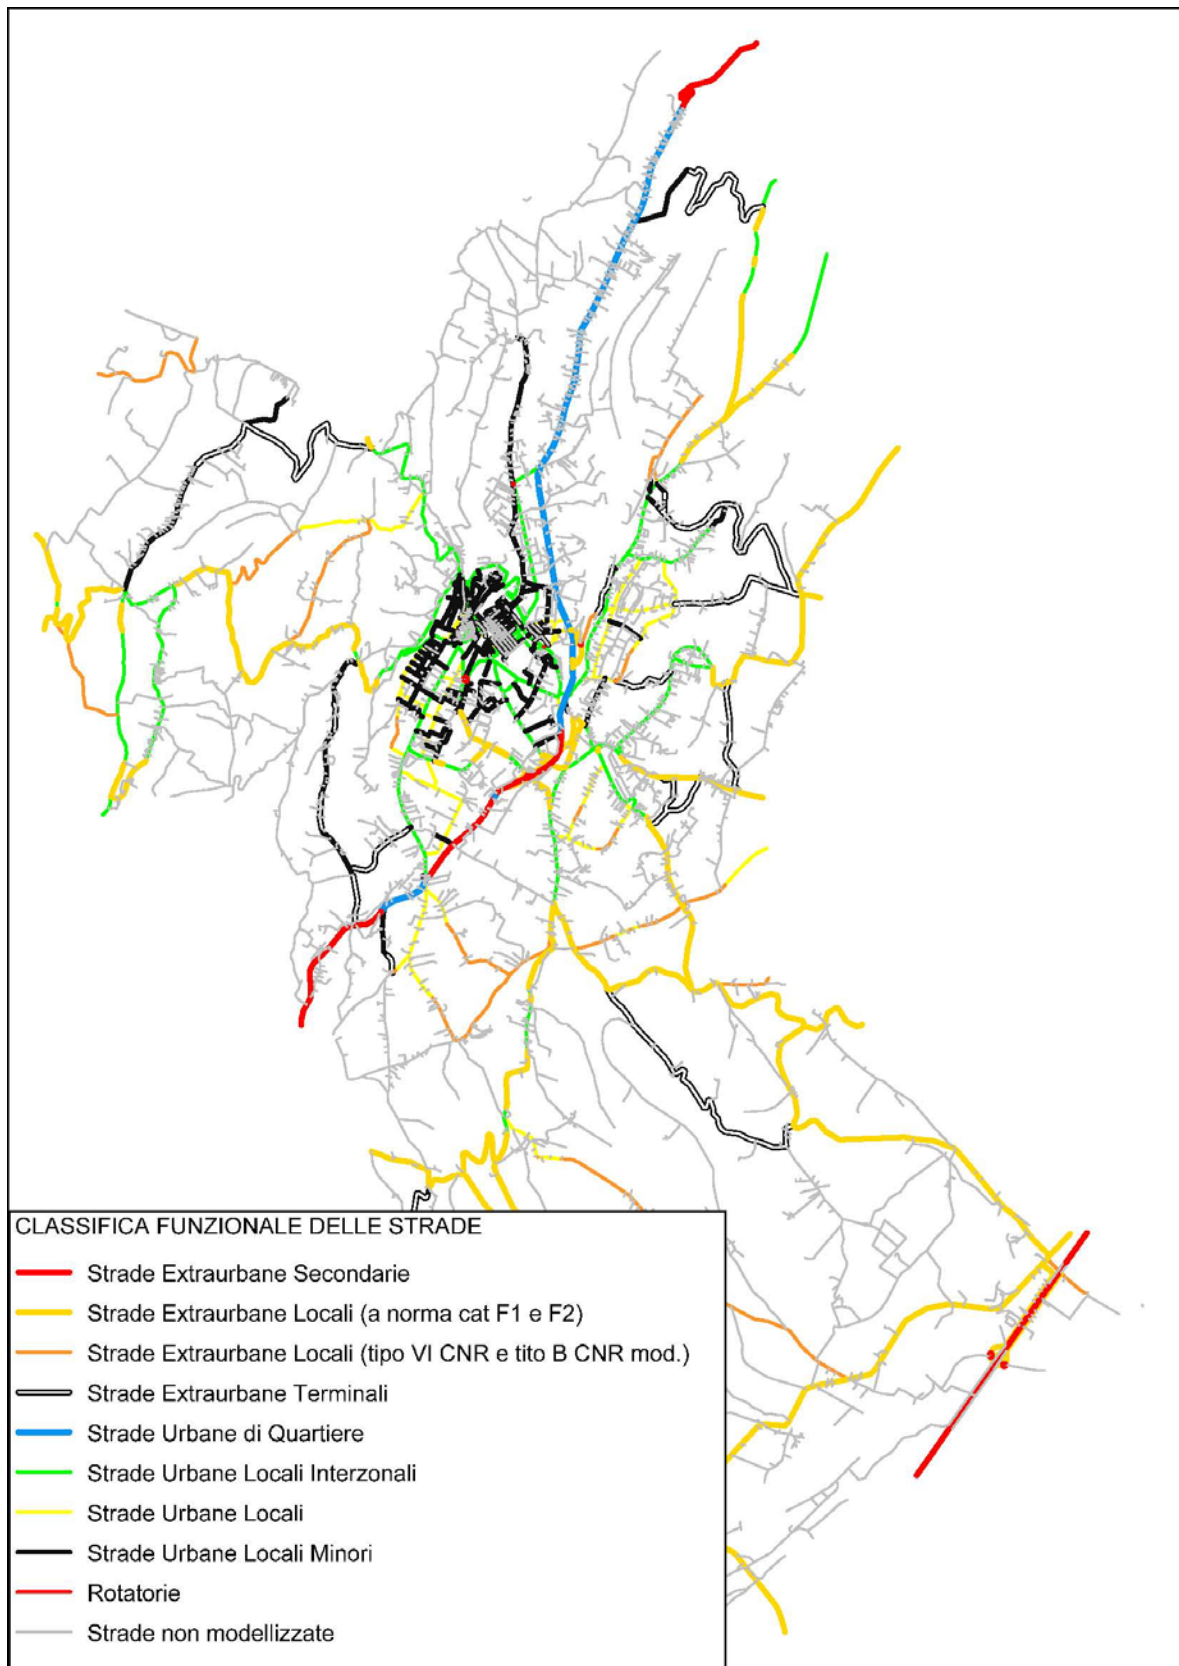 CLASSIFICA FUNZIONALE DELLE STRADE
Strade Extraurbane Secondarie
Strade Extraurbane Locali (a norma cat F1 e F2)
Strade Extraurbane Locali (tipo VI CNR e tito B CNR mod.)
Strade Extraurbane Terminali
Strade Urbane di Quartiere
Strade Urbane Locali Interzonali
Strade Urbane Locali
Strade Urbane Locali Minori
Rotatorie
Strade non modellizzate